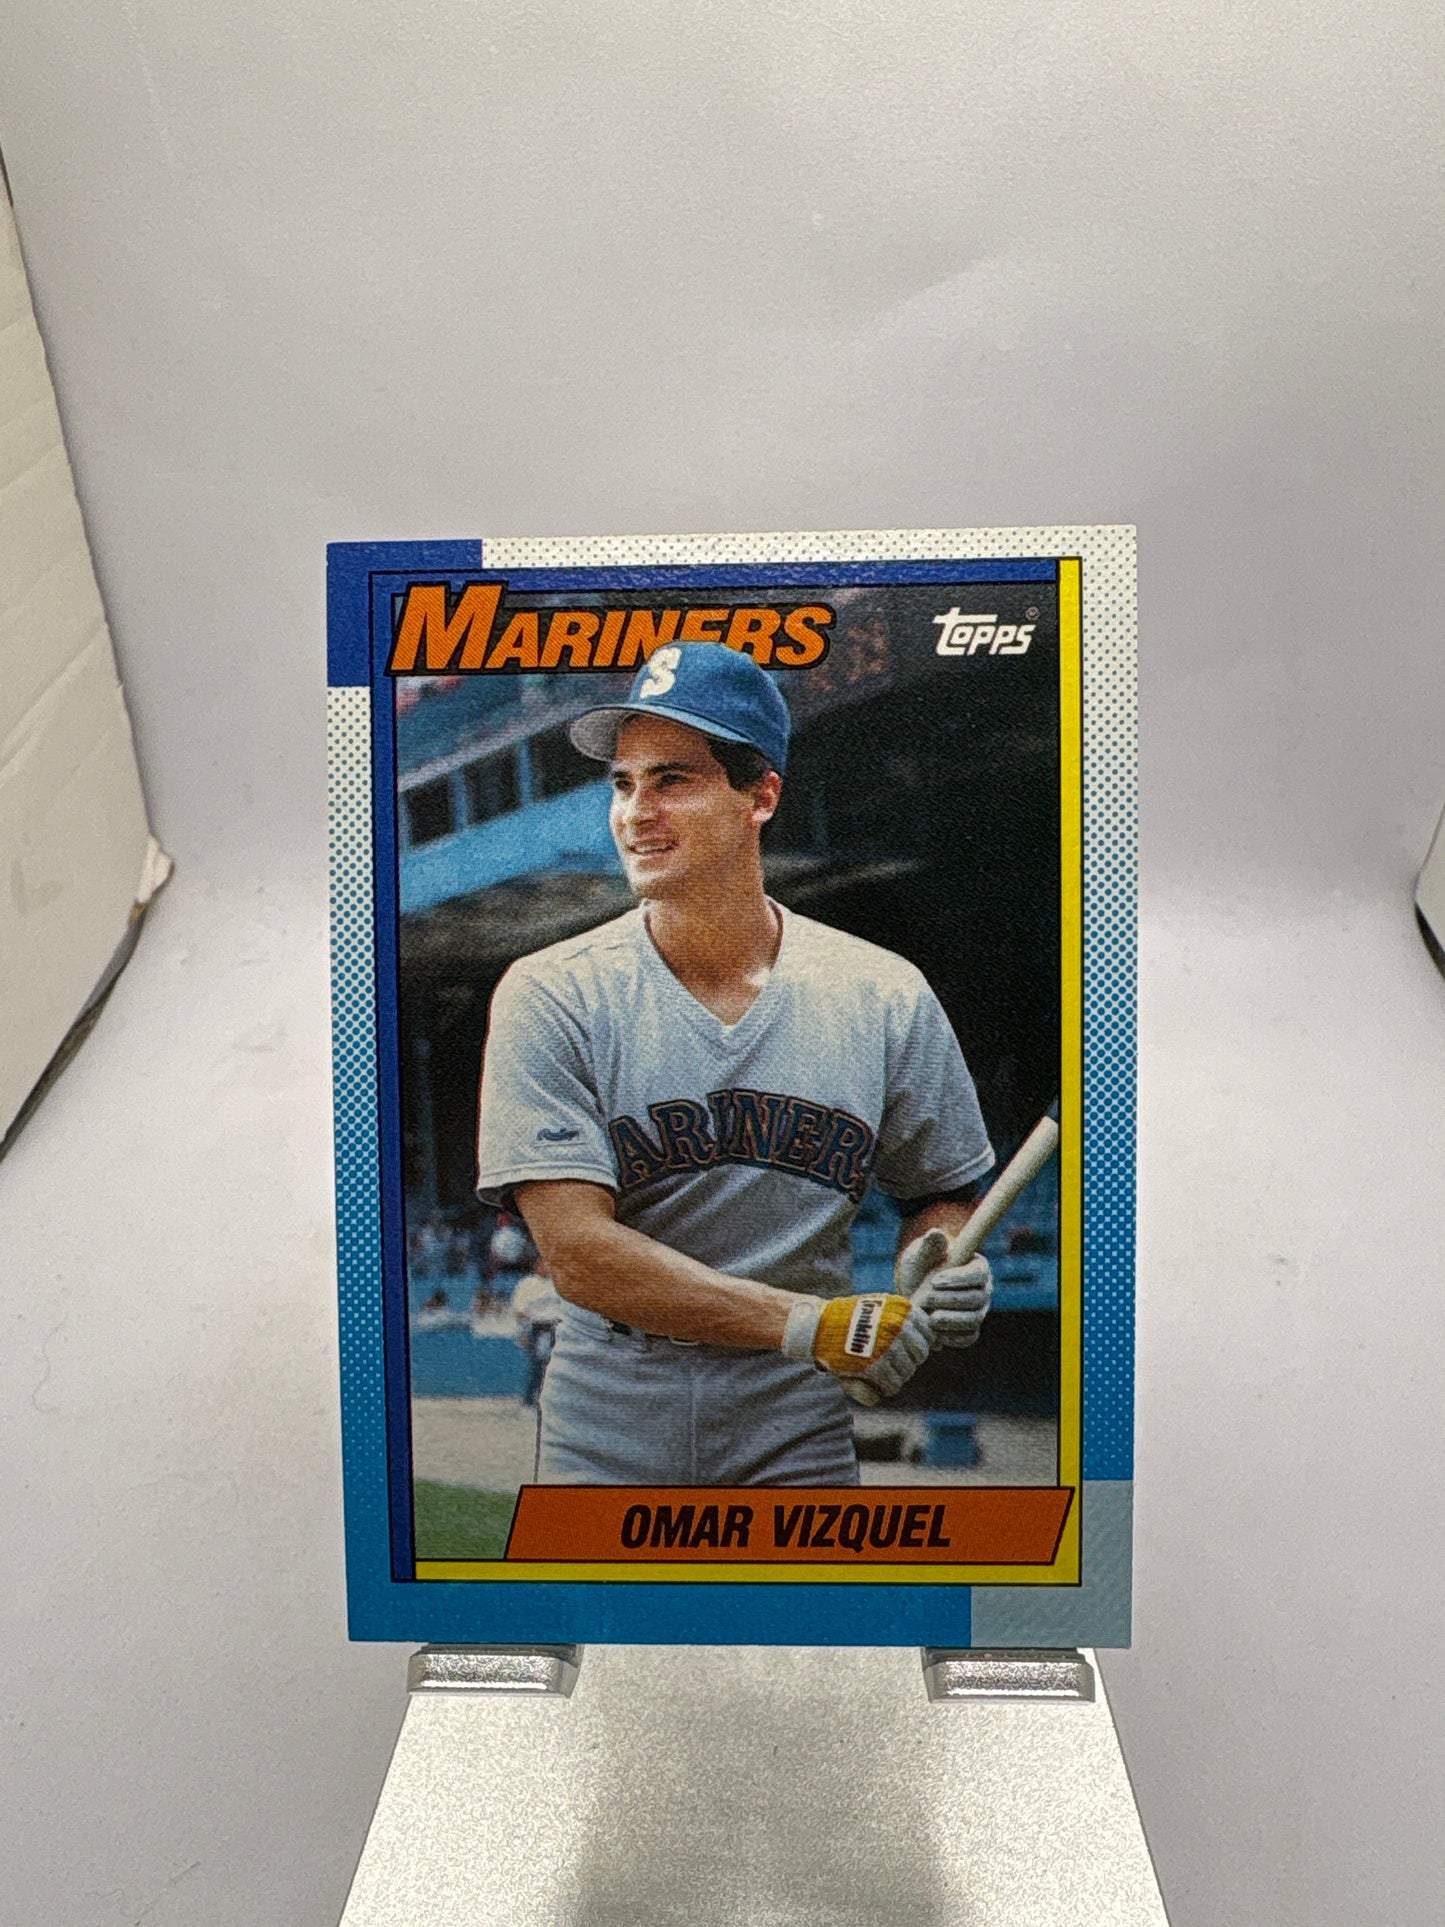 MARINERS
topps®
S
ARINER
Franklin
OMAR VIZQUEL